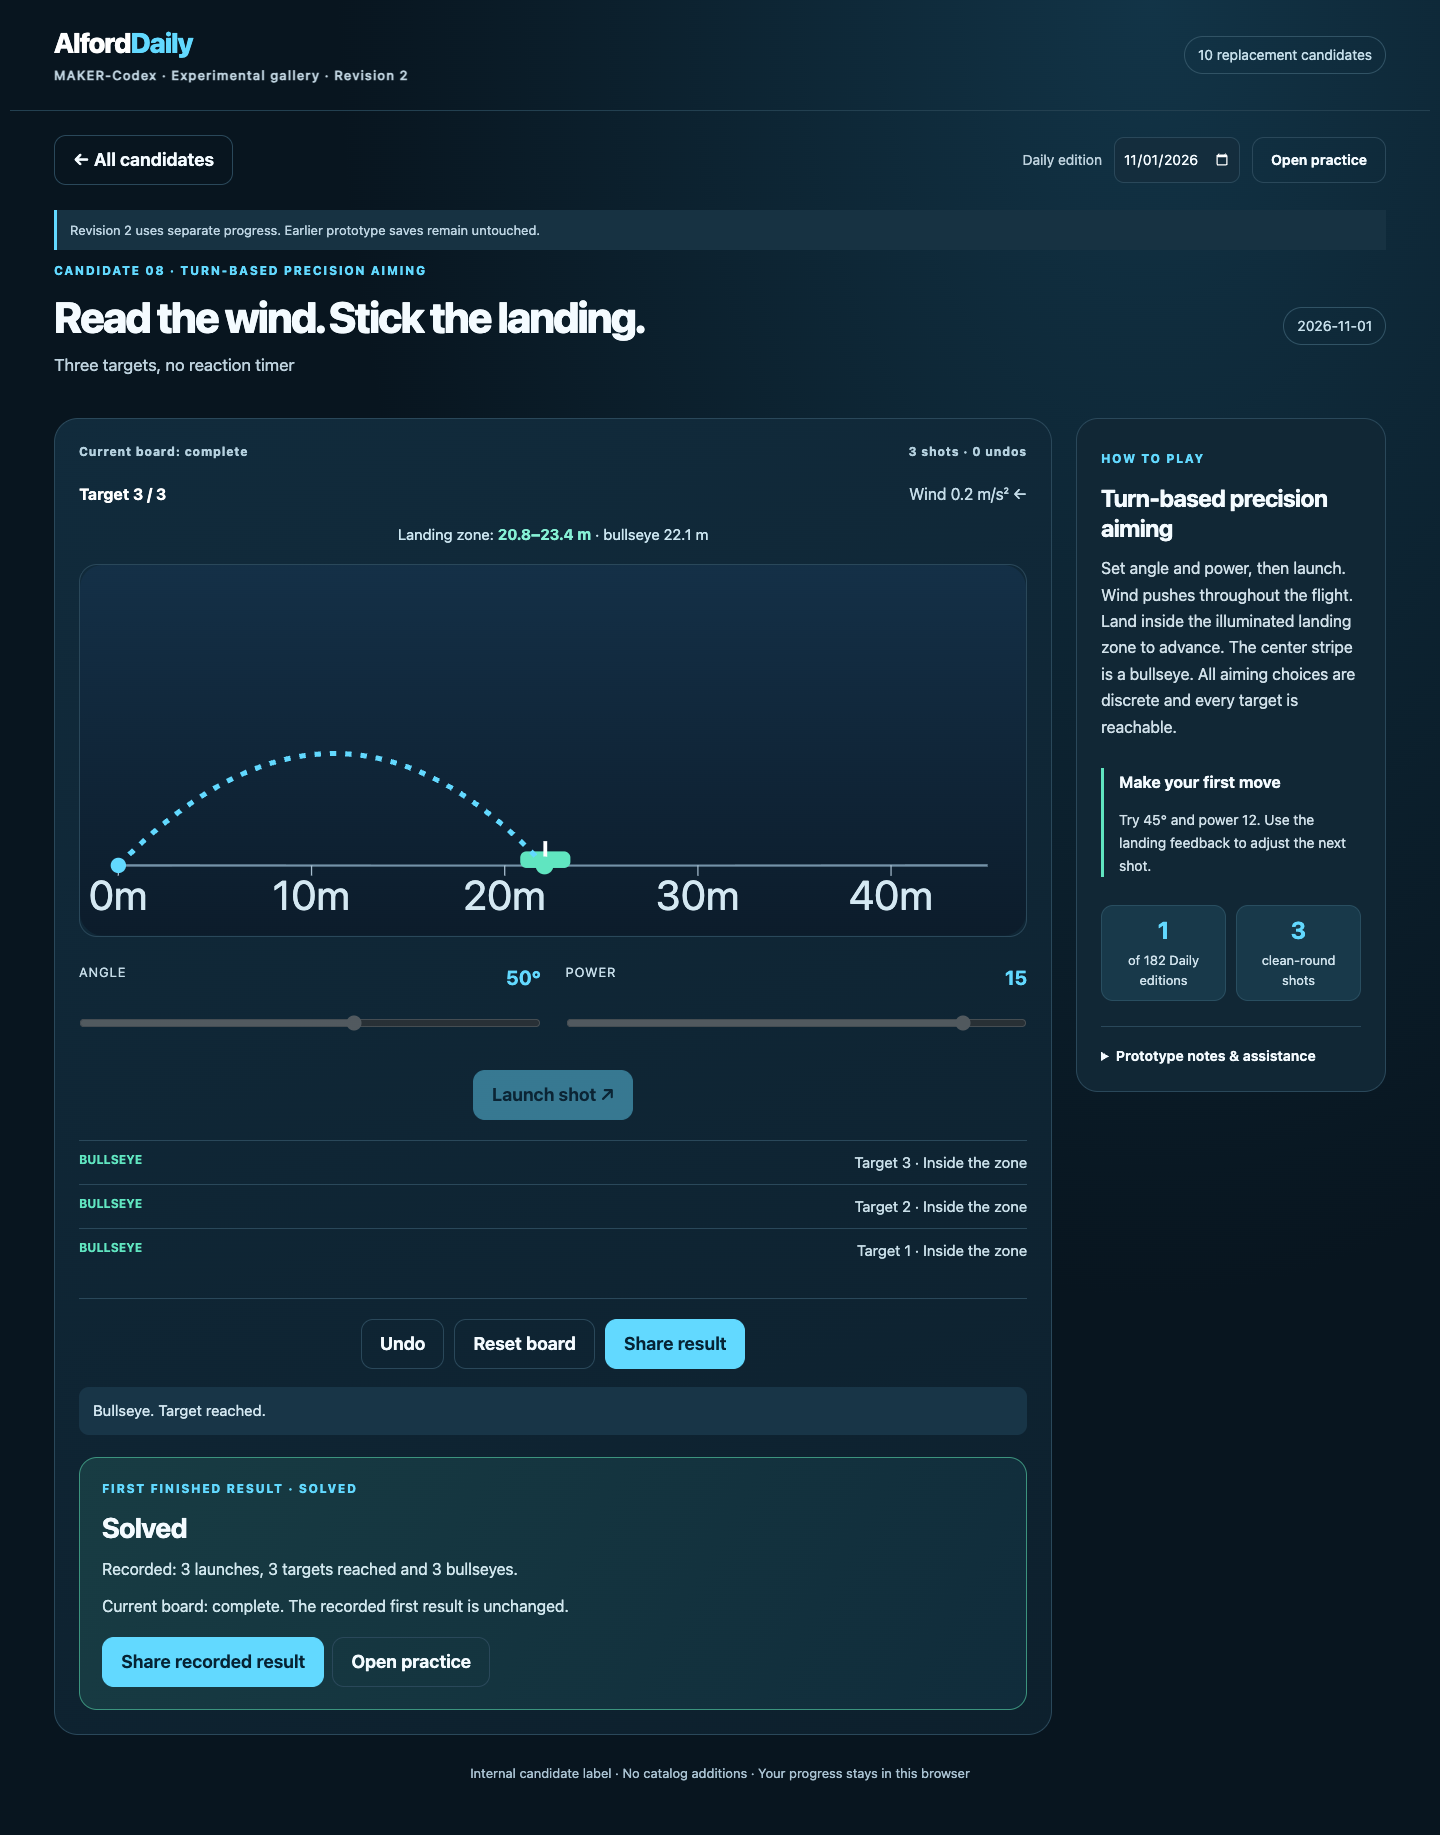 AlfordDaily
MAKER-Codex · Experimental gallery · Revision 2
10 replacement candidates
← All candidates
Daily edition
11/01/2026
Open practice
Revision 2 uses separate progress. Earlier prototype saves remain untouched.
CANDIDATE 08 · TURN-BASED PRECISION AIMING
Read the wind. Stick the landing.
2026-11-01
Three targets, no reaction timer
Current board: complete
3 shots · 0 undos
Target 3 / 3
Wind 0.2 m/s² ←
Landing zone: 20.8–23.4 m · bullseye 22.1 m
0m
10m
20m
30m
40m
ANGLE
50°
POWER
15
Launch shot ↗
BULLSEYE
Target 3 · Inside the zone
BULLSEYE
Target 2 · Inside the zone
BULLSEYE
Target 1 · Inside the zone
Undo
Reset board
Share result
Bullseye. Target reached.
FIRST FINISHED RESULT · SOLVED
Solved
Recorded: 3 launches, 3 targets reached and 3 bullseyes.
Current board: complete. The recorded first result is unchanged.
Share recorded result
Open practice
HOW TO PLAY
Turn-based precision
aiming
Set angle and power, then launch.
Wind pushes throughout the flight.
Land inside the illuminated landing
zone to advance. The center stripe
is a bullseye. All aiming choices are
discrete and every target is
reachable.
Make your first move
Try 45° and power 12. Use the
landing feedback to adjust the next
shot.
1
of 182 Daily
editions
3
clean-round
shots
▶ Prototype notes & assistance
Internal candidate label · No catalog additions · Your progress stays in this browser